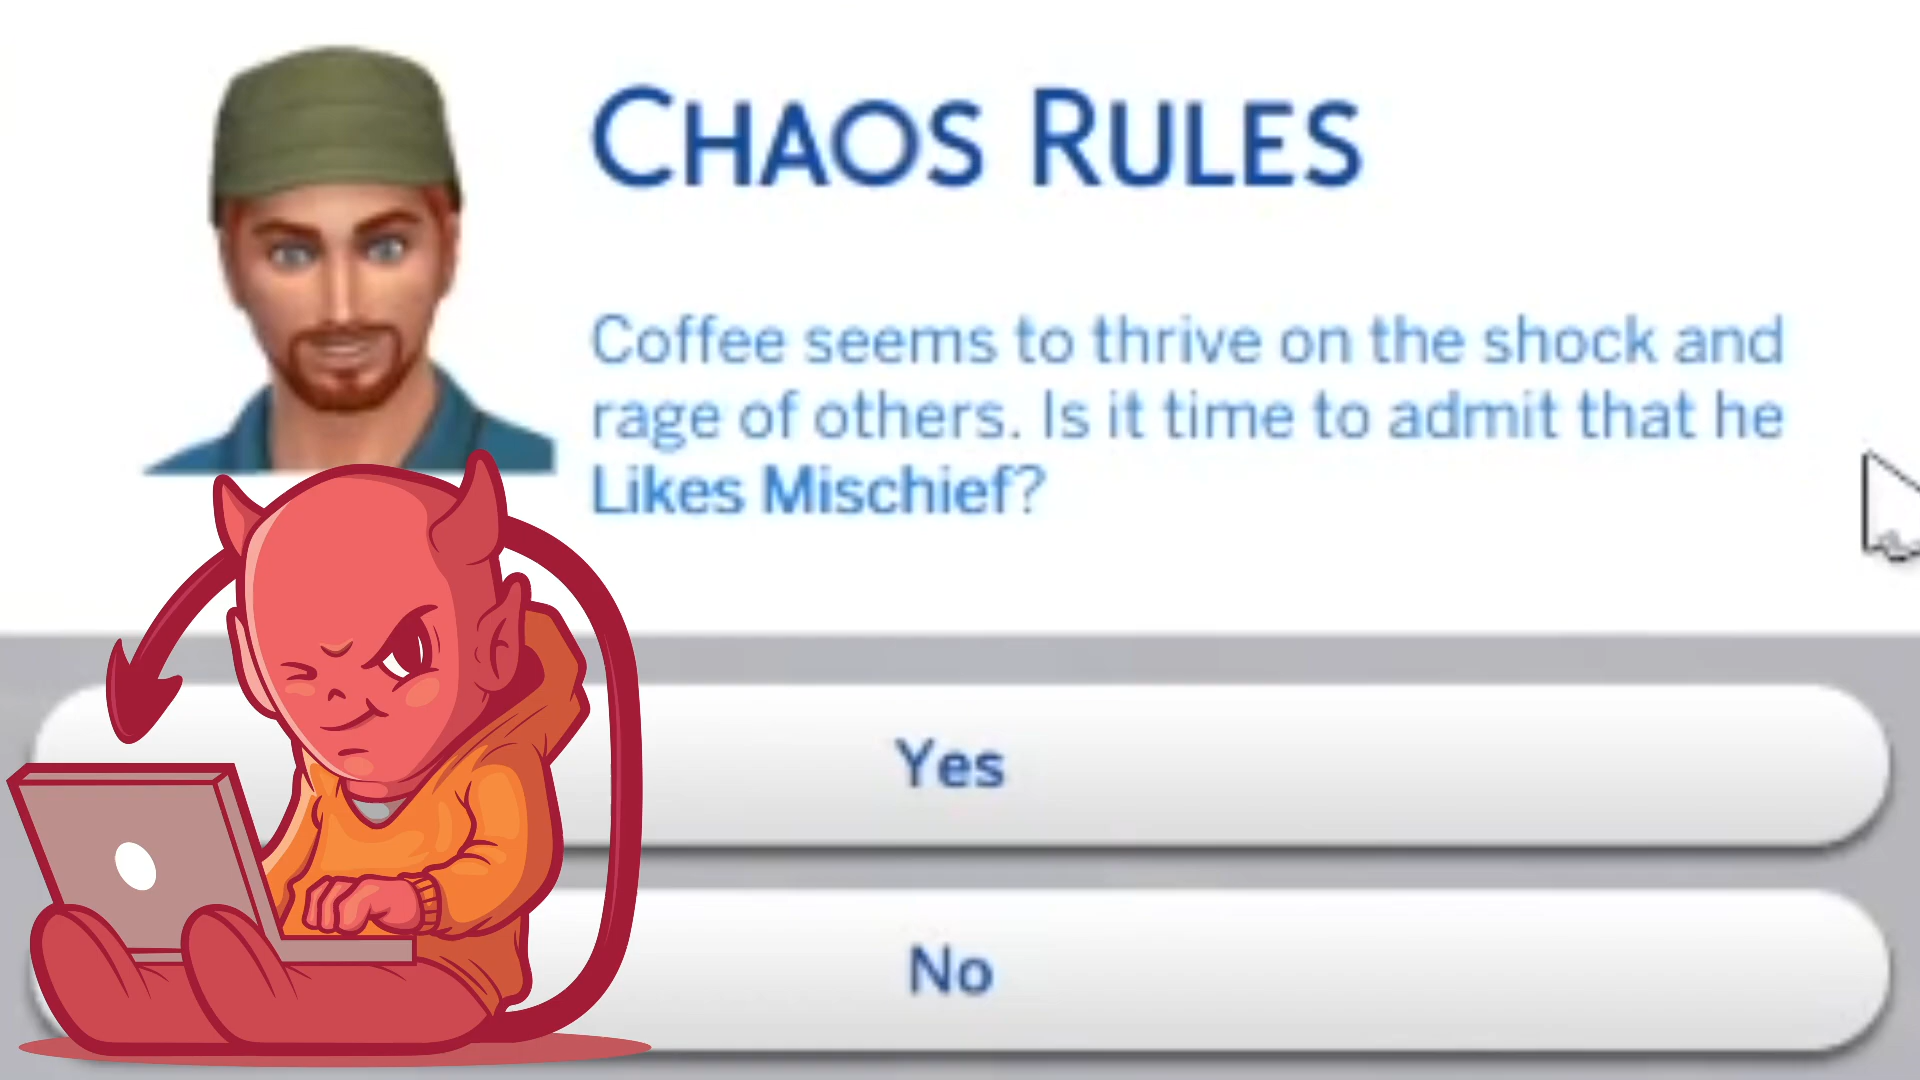 Chaos Rules
Coffee seems to thrive on the shock and
rage of others. Is it time to admit that he
Likes Mischief?
Yes
No